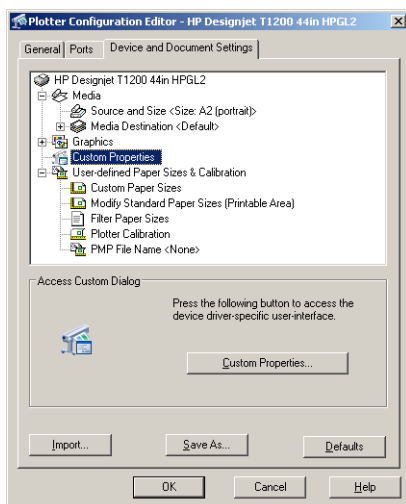 Plotter Configuration Editor - HP Designjet T1200 44in HPGL2
General
Ports
Device and Document Settings
HP Designjet T1200 44in HPGL2
Media
Source and Size <Size: A2 (portrait)>
Media Destination <Default>
Graphics
Custom Properties
User-defined Paper Sizes & Calibration
Custom Paper Sizes
Modify Standard Paper Sizes (Printable Area)
Filter Paper Sizes
Plotter Calibration
PMP File Name <None>
Access Custom Dialog
Press the following button to access the
device driver-specific user-interface.
Custom Properties...
Import...
Save As...
Defaults
OK
Cancel
Help